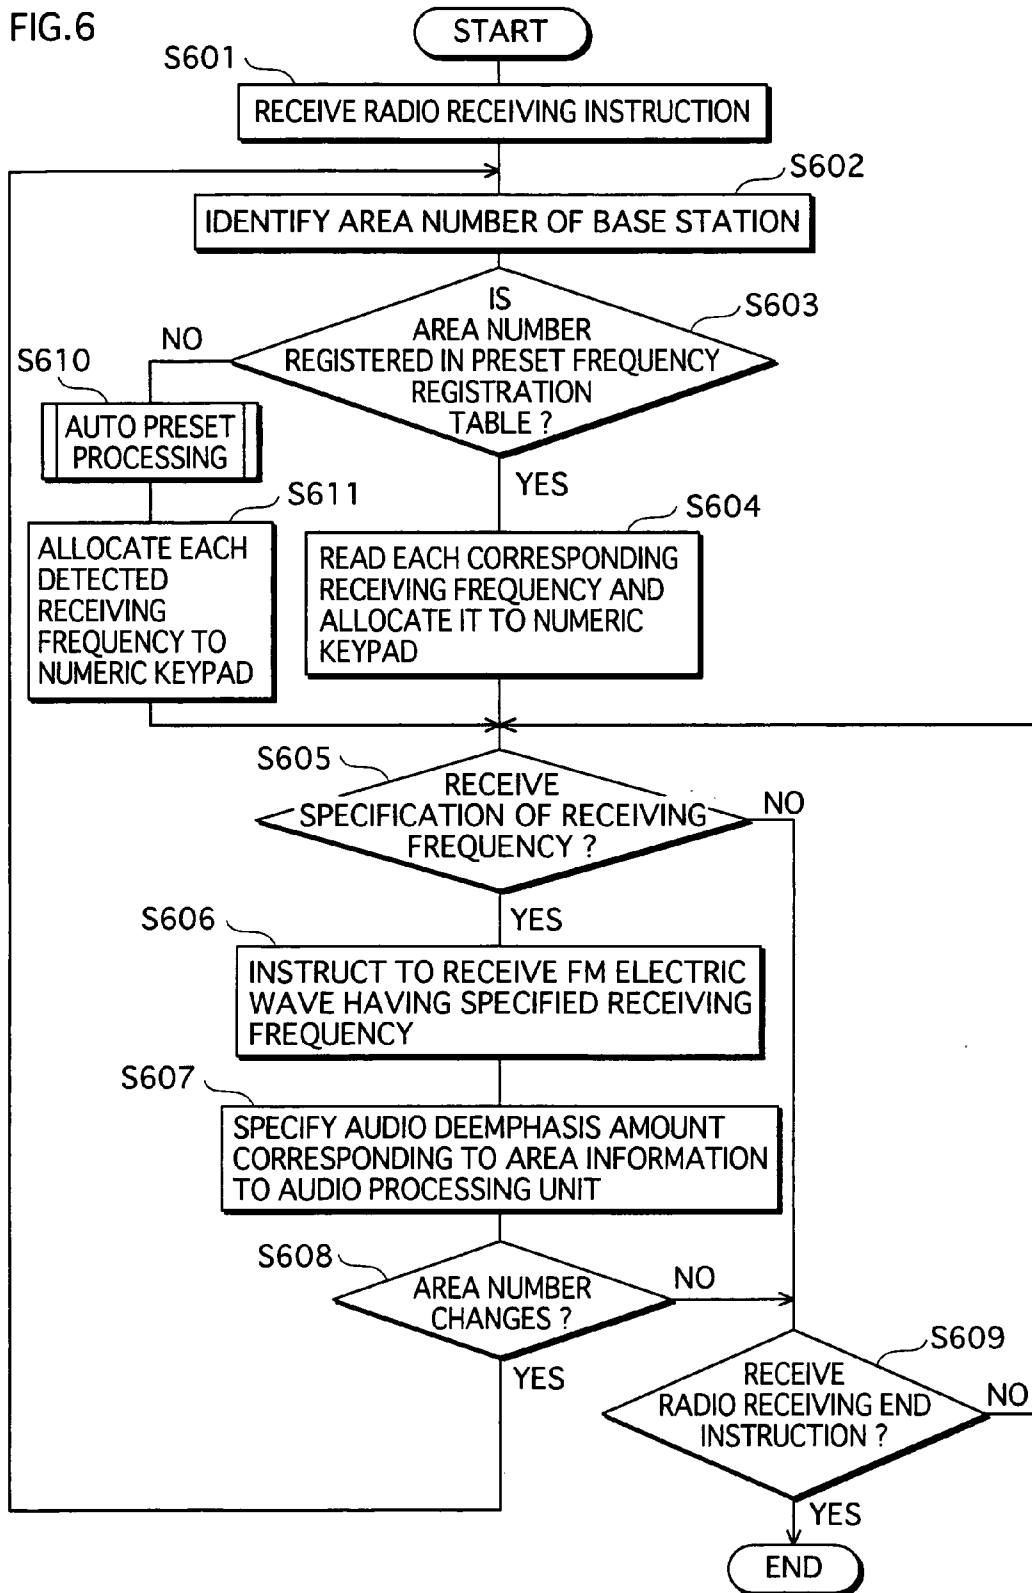 FIG.6
START
S601
RECEIVE RADIO RECEIVING INSTRUCTION
S602
IDENTIFY AREA NUMBER OF BASE STATION
S603
IS
AREA NUMBER
REGISTERED IN PRESET FREQUENCY
REGISTRATION
TABLE ?
NO
YES
S610
AUTO PRESET
PROCESSING
S611
ALLOCATE EACH
DETECTED
RECEIVING
FREQUENCY TO
NUMERIC KEYPAD
S604
READ EACH CORRESPONDING
RECEIVING FREQUENCY AND
ALLOCATE IT TO NUMERIC
KEYPAD
S605
RECEIVE
SPECIFICATION OF RECEIVING
FREQUENCY ?
NO
YES
S606
INSTRUCT TO RECEIVE FM ELECTRIC
WAVE HAVING SPECIFIED RECEIVING
FREQUENCY
S607
SPECIFY AUDIO DEEMPHASIS AMOUNT
CORRESPONDING TO AREA INFORMATION
TO AUDIO PROCESSING UNIT
S608
AREA NUMBER
CHANGES ?
NO
YES
S609
RECEIVE
RADIO RECEIVING END
INSTRUCTION ?
NO
YES
END